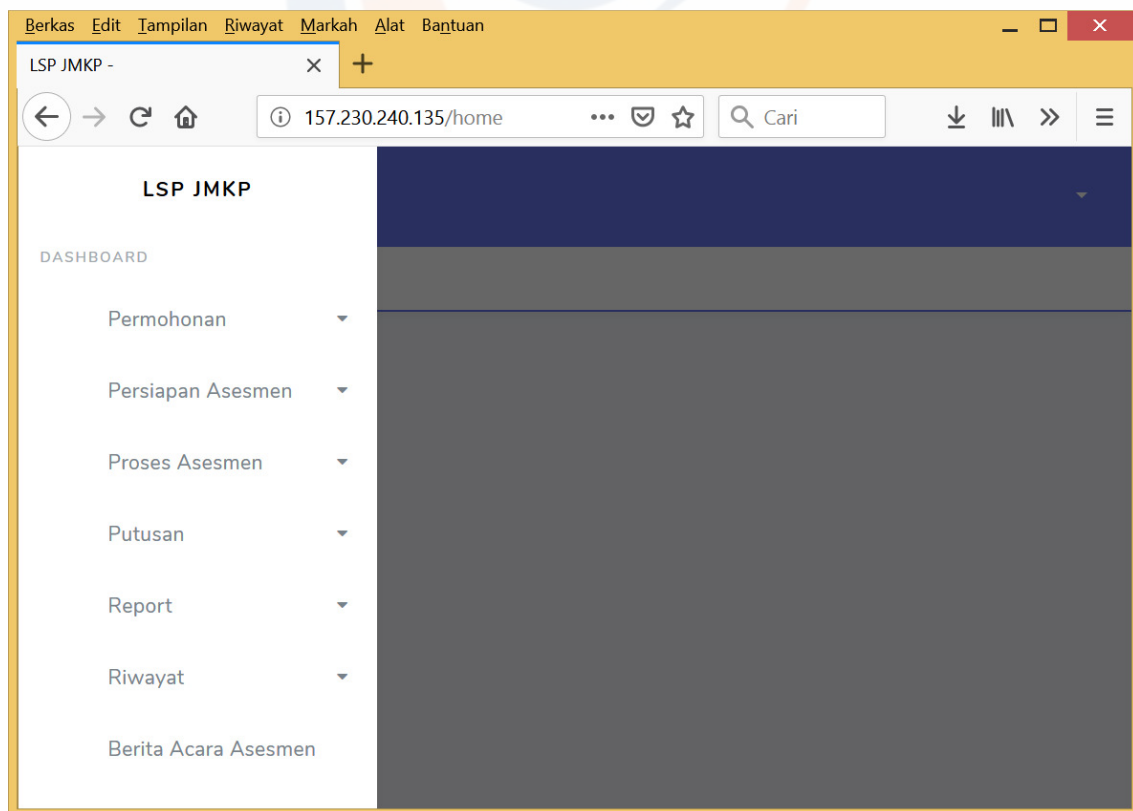 Berkas Edit Tampilan Riwayat Markah Alat Bantuan
LSP JMKP -
157.230.240.135/home
Cari
LSP JMKP
DASHBOARD
Permohonan
Persiapan Asesmen
Proses Asesmen
Putusan
Report
Riwayat
Berita Acara Asesmen